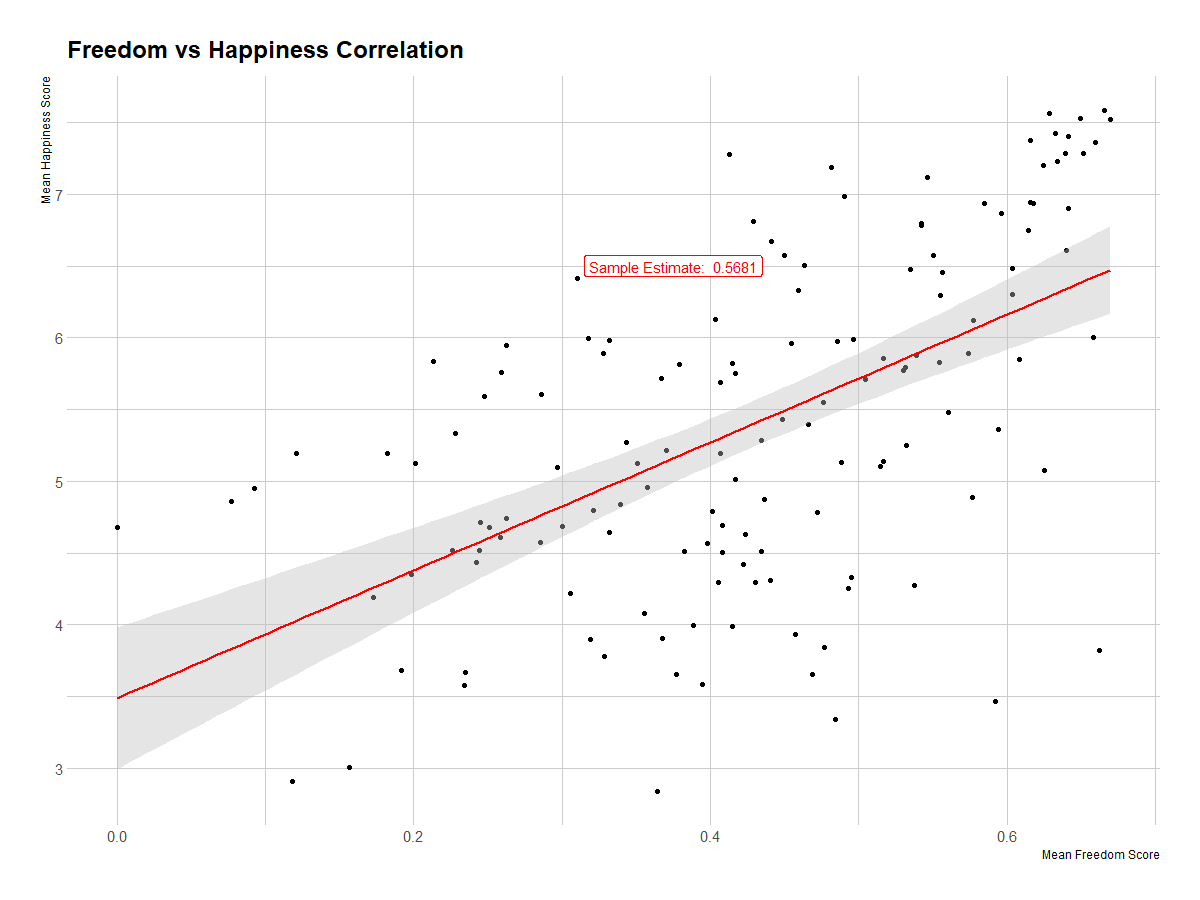 Freedom vs Happiness Correlation
Mean Happiness Score
7
6
5
4
3
Sample Estimate:  0.5681
0.0
0.2
0.4
0.6
Mean Freedom Score